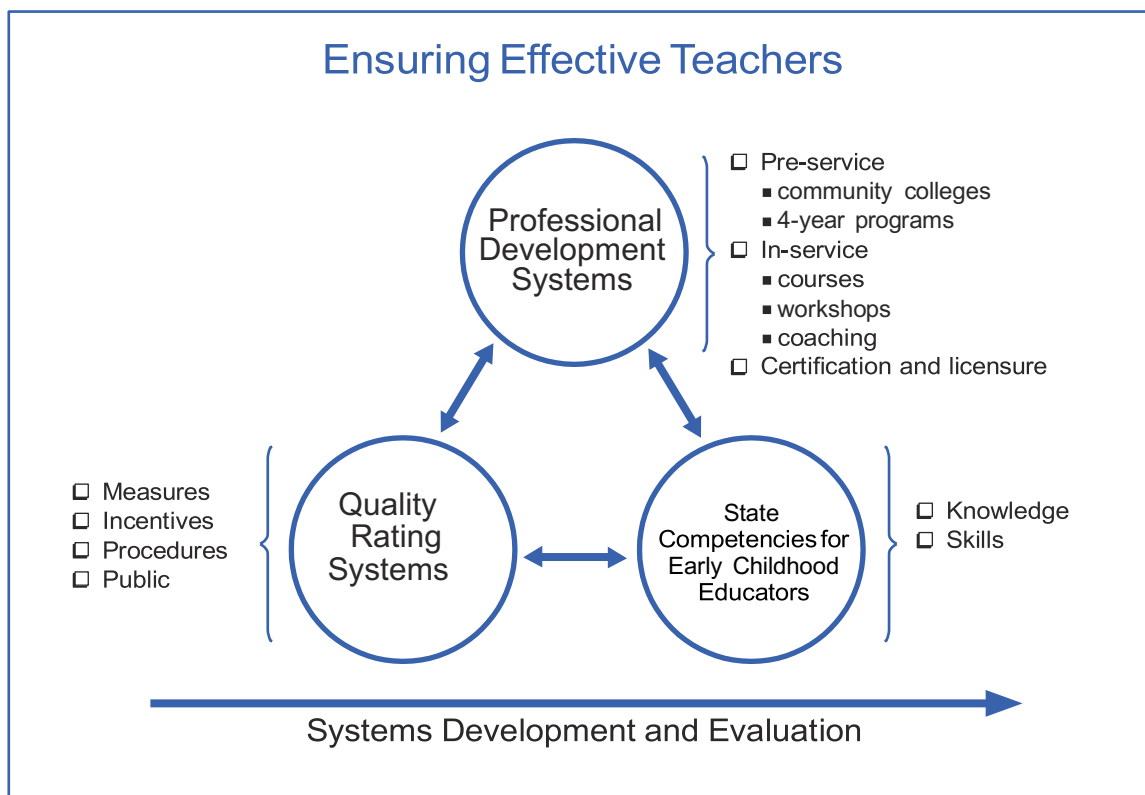 Ensuring Effective Teachers
Professional
Development
Systems
❑ Pre-service
▪ community colleges
▪ 4-year programs
❑ In-service
▪ courses
▪ workshops
▪ coaching
❑ Certification and licensure
❑ Measures
❑ Incentives
❑ Procedures
❑ Public
Quality
Rating
Systems
State
Competencies for
Early Childhood
Educators
❑ Knowledge
❑ Skills
Systems Development and Evaluation